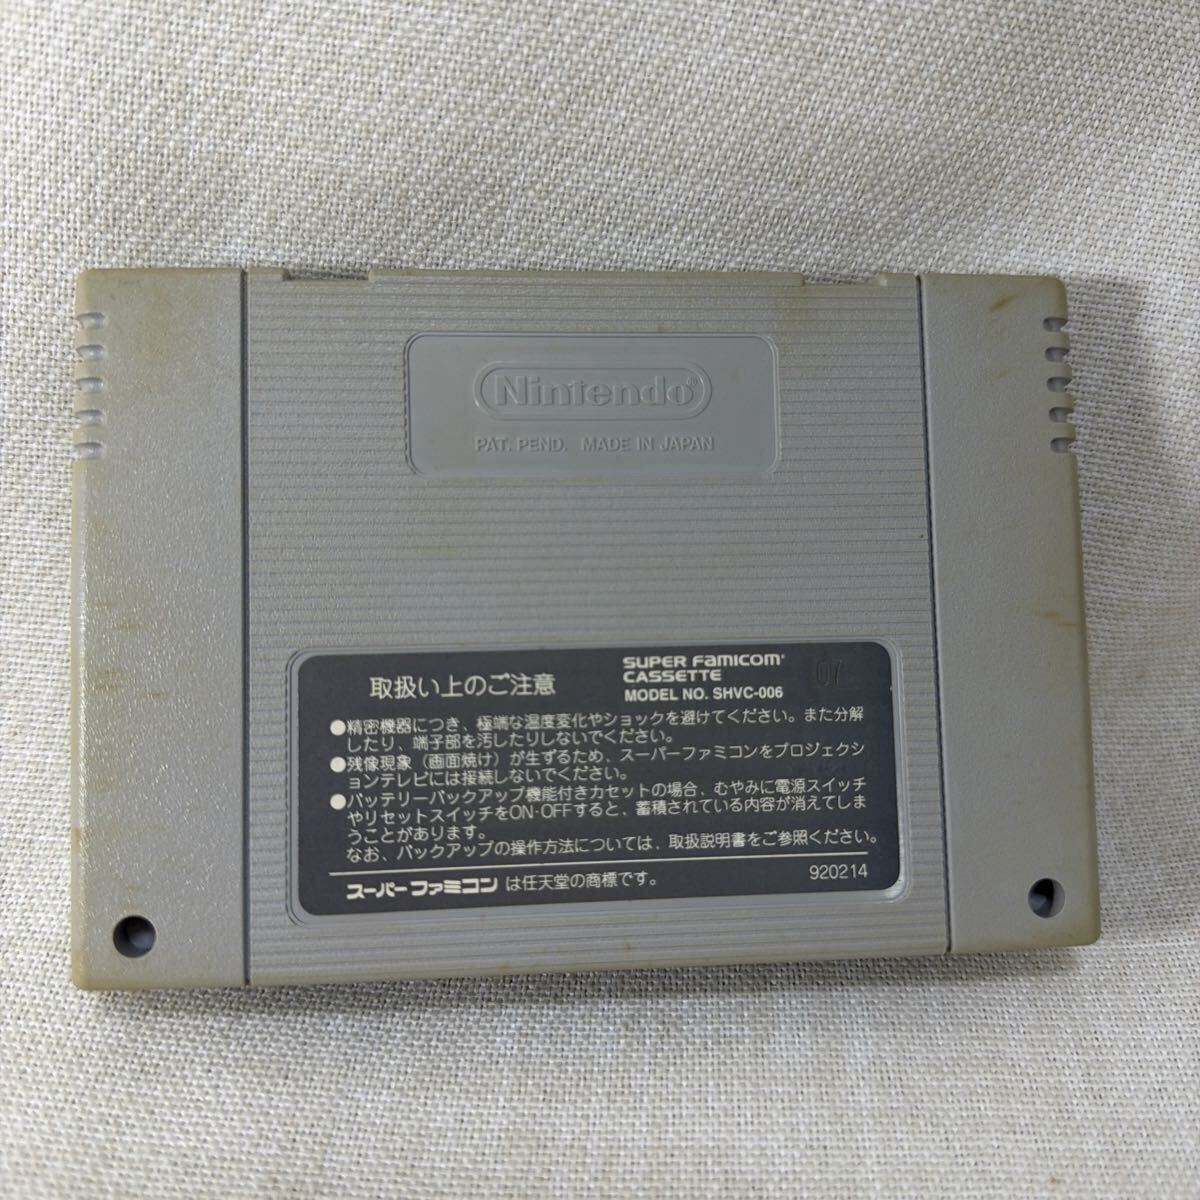 Nintendo®
PAT. PEND. MADE IN JAPAN
取扱い上のご注意
SUPER FAMICOM
CASSETTE
MODEL NO. SHVC-006
07
●精密機器につき、極端な温度変化やショックを避けてください。また分解
したり、端子部を汚したりしないでください。
●残像現象（画面焼け）が生ずるため、スーパーファミコンをプロジェクシ
ョンテレビには接続しないでください。
●バッテリーバックアップ機能付きカセットの場合、むやみに電源スイッチ
やリセットスイッチをON・OFFすると、蓄積されている内容が消えてしま
うことがあります。
なお、バックアップの操作方法については、取扱説明書をご参照ください。
スーパーファミコン は任天堂の商標です。
920214